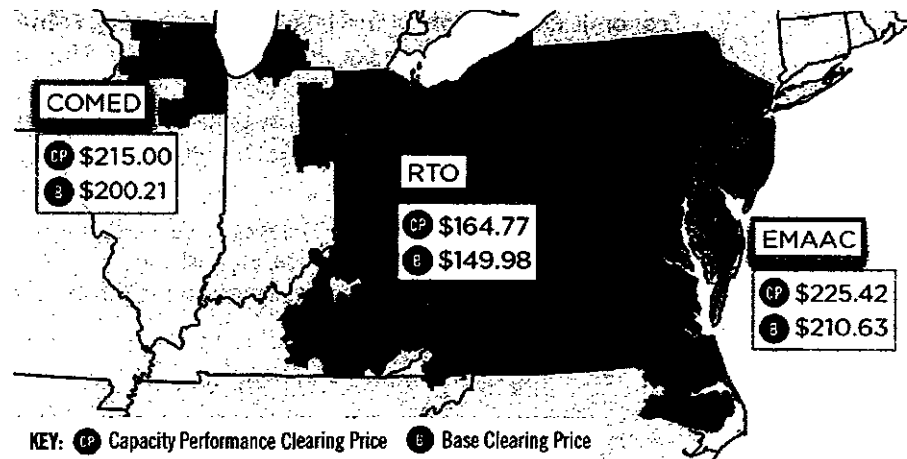 COMED
CP $215.00
B $200.21
RTO
CP $164.77
B $149.98
EMAAC
CP $225.42
B $210.63
KEY: CP Capacity Performance Clearing Price B Base Clearing Price